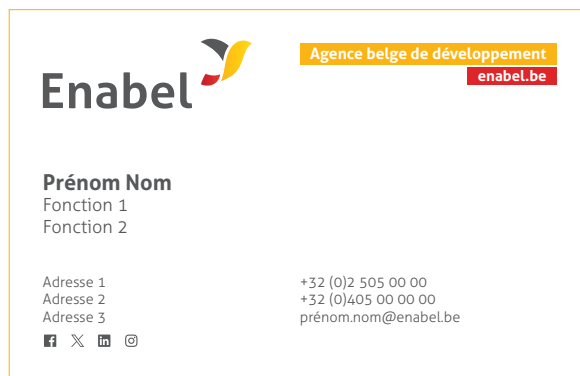 Enabel
Agence belge de développement
enabel.be
Prénom Nom
Fonction 1
Fonction 2
Adresse 1
Adresse 2
Adresse 3
+32 (0)2 505 00 00
+32 (0)405 00 00 00
prénom.nom@enabel.be